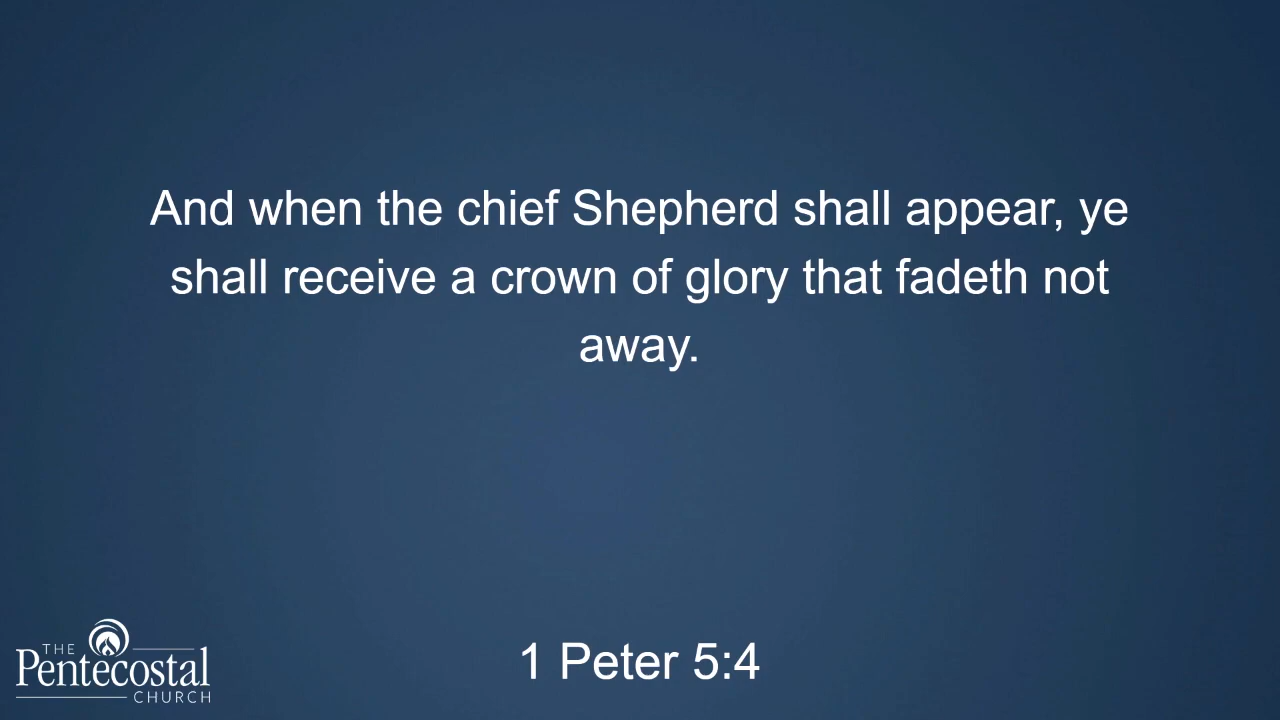 And when the chief Shepherd shall appear, ye
shall receive a crown of glory that fadeth not
away.
1 Peter 5:4
THE
Pentecostal
CHURCH